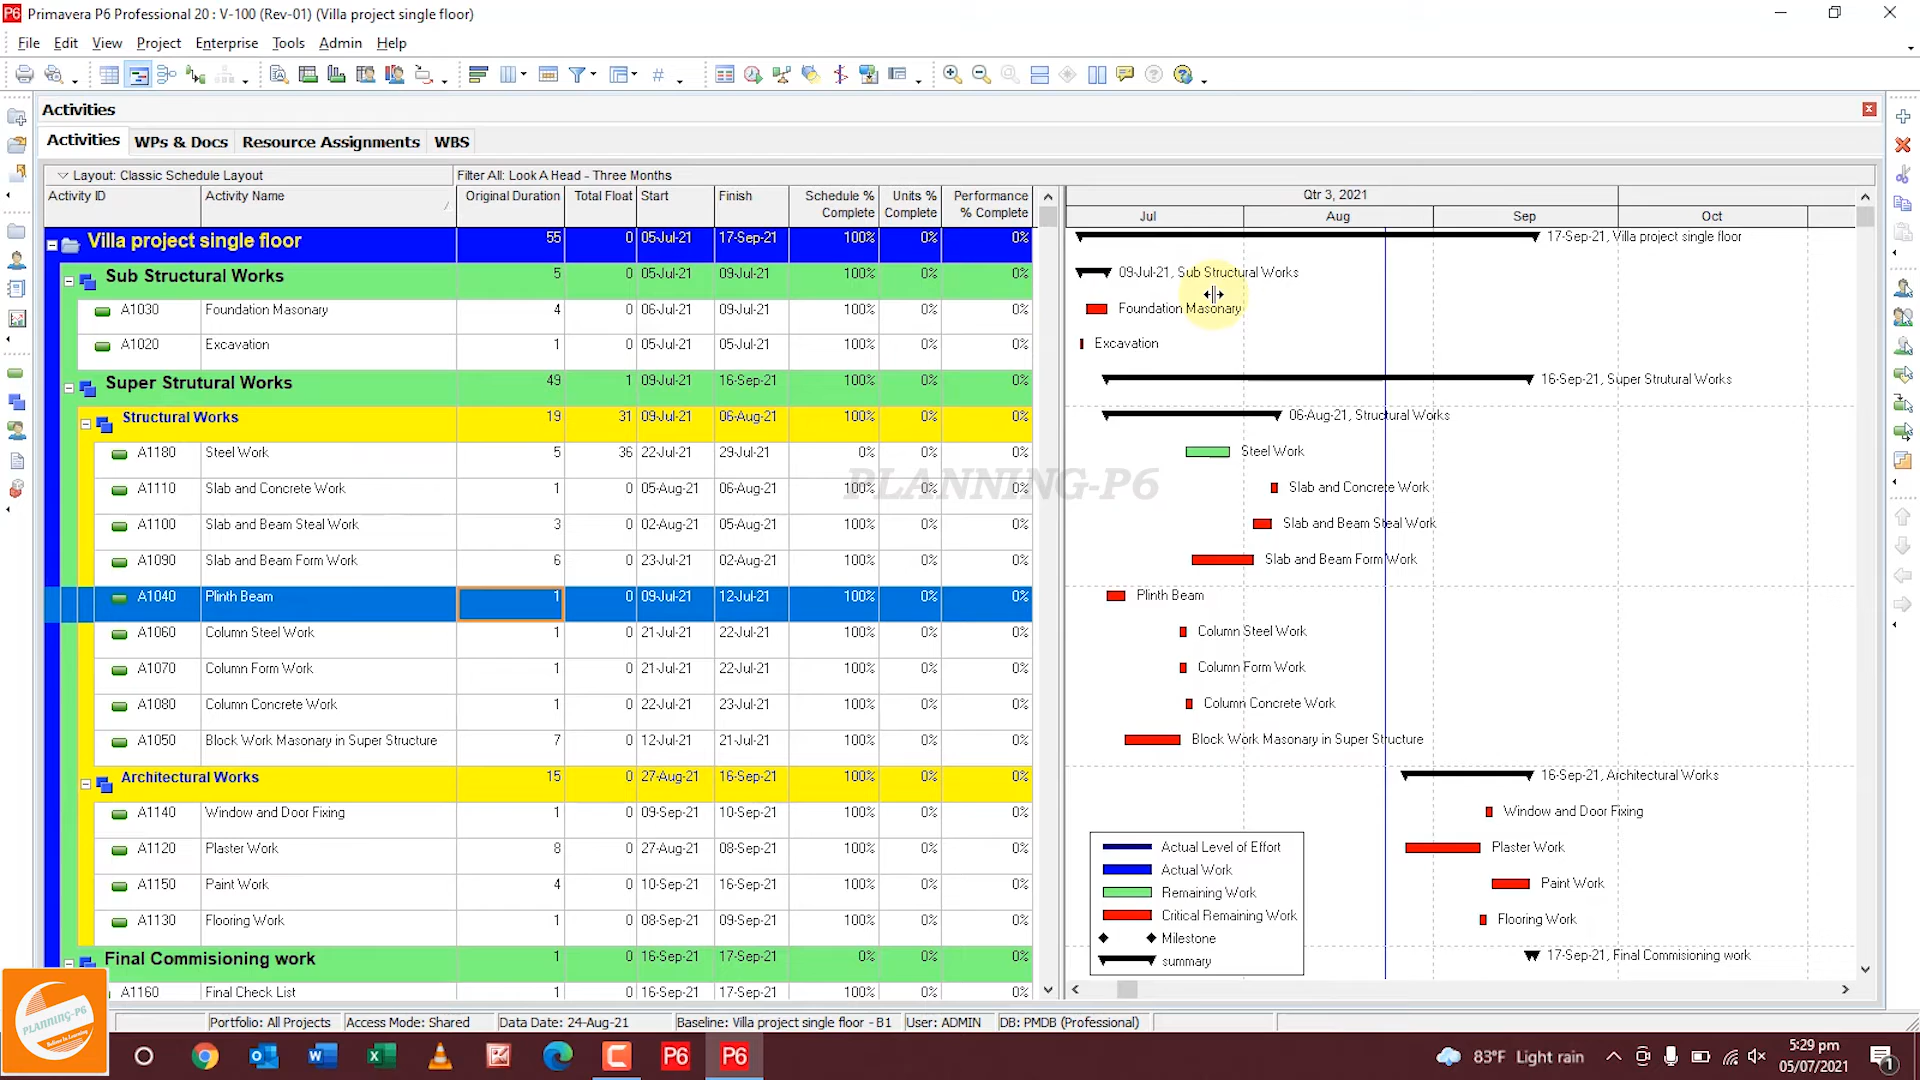 P6 Primavera P6 Professional 20 : V-100 (Rev-01) (Villa project single floor)
File Edit View Project Enterprise Tools Admin Help
Activities
Activities WPs & Docs Resource Assignments WBS
Layout: Classic Schedule Layout Filter All: Look A Head - Three Months
Activity ID Activity Name Original Duration Total Float Start Finish Schedule % Complete Units % Complete Performance % Complete
Qtr 3, 2021
Jul Aug Sep Oct
Villa project single floor 55 0 05-Jul-21 17-Sep-21 100% 0% 0% 17-Sep-21, Villa project single floor
Sub Structural Works 5 0 05-Jul-21 09-Jul-21 100% 0% 0% 09-Jul-21, Sub Structural Works
A1030 Foundation Masonary 4 0 06-Jul-21 09-Jul-21 100% 0% 0% Foundation Masonary
A1020 Excavation 1 0 05-Jul-21 05-Jul-21 100% 0% 0% Excavation
Super Strutural Works 49 1 09-Jul-21 16-Sep-21 100% 0% 0% 16-Sep-21, Super Strutural Works
Structural Works 19 31 09-Jul-21 06-Aug-21 100% 0% 0% 06-Aug-21, Structural Works
A1180 Steel Work 5 36 22-Jul-21 29-Jul-21 0% 0% 0% Steel Work
PLANNING-P6
A1110 Slab and Concrete Work 1 0 05-Aug-21 06-Aug-21 100% 0% 0% Slab and Concrete Work
A1100 Slab and Beam Steal Work 3 0 02-Aug-21 05-Aug-21 100% 0% 0% Slab and Beam Steal Work
A1090 Slab and Beam Form Work 6 0 23-Jul-21 02-Aug-21 100% 0% 0% Slab and Beam Form Work
A1040 Plinth Beam 1 0 09-Jul-21 12-Jul-21 100% 0% 0% Plinth Beam
A1060 Column Steel Work 1 0 21-Jul-21 22-Jul-21 100% 0% 0% Column Steel Work
A1070 Column Form Work 1 0 21-Jul-21 22-Jul-21 100% 0% 0% Column Form Work
A1080 Column Concrete Work 1 0 22-Jul-21 23-Jul-21 100% 0% 0% Column Concrete Work
A1050 Block Work Masonary in Super Structure 7 0 12-Jul-21 21-Jul-21 100% 0% 0% Block Work Masonary in Super Structure
Architectural Works 15 0 27-Aug-21 16-Sep-21 100% 0% 0% 16-Sep-21, Architectural Works
A1140 Window and Door Fixing 1 0 09-Sep-21 10-Sep-21 100% 0% 0% Window and Door Fixing
A1120 Plaster Work 8 0 27-Aug-21 08-Sep-21 100% 0% 0% Plaster Work
A1150 Paint Work 4 0 10-Sep-21 16-Sep-21 100% 0% 0% Paint Work
A1130 Flooring Work 1 0 08-Sep-21 09-Sep-21 100% 0% 0% Flooring Work
Final Commisioning work 1 0 16-Sep-21 17-Sep-21 0% 0% 0% 17-Sep-21, Final Commisioning work
A1160 Final Check List 1 0 16-Sep-21 17-Sep-21 100% 0% 0%
Actual Level of Effort
Actual Work
Remaining Work
Critical Remaining Work
Milestone
summary
PLANNING-P6
Portfolio: All Projects Access Mode: Shared Data Date: 24-Aug-21 Baseline: Villa project single floor - B1 User: ADMIN DB: PMDB (Professional)
P6 P6 83°F Light rain 5:29 pm
05/07/2021 1